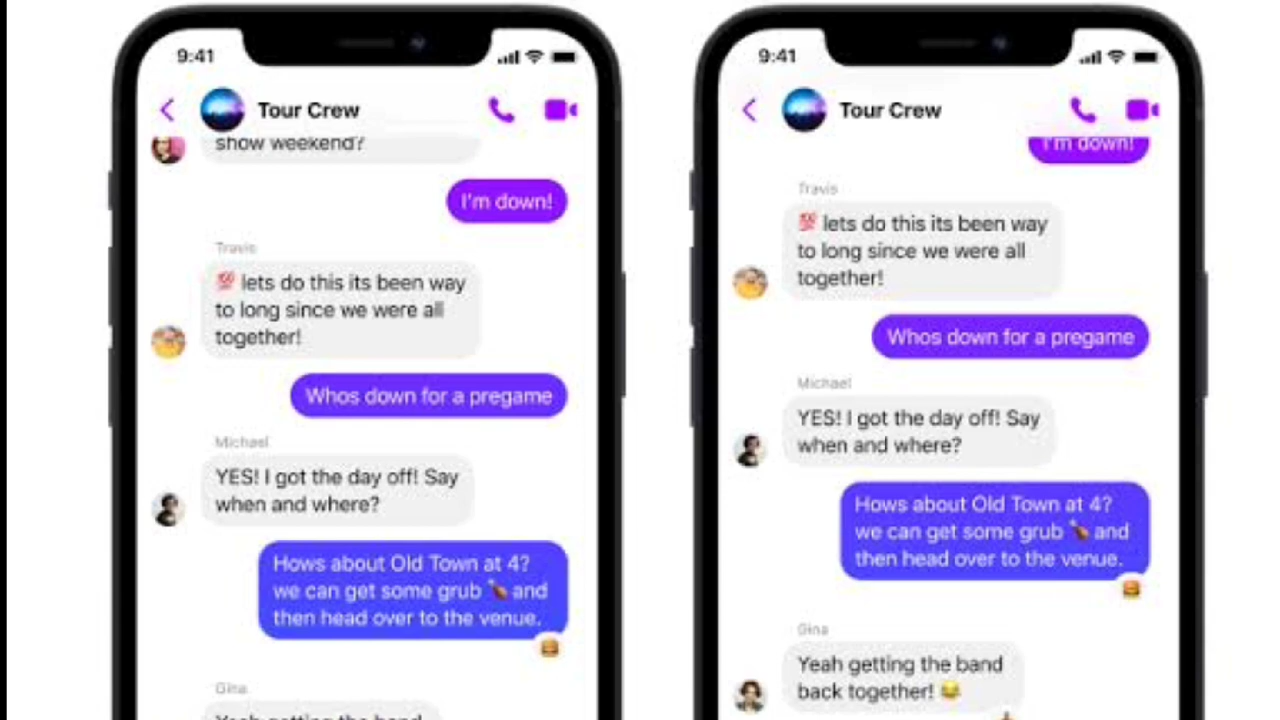 9:41
Tour Crew
show weekend?
I'm down!
Travis
💯 lets do this its been way
to long since we were all
together!
Whos down for a pregame
Michael
YES! I got the day off! Say
when and where?
Hows about Old Town at 4?
we can get some grub 🍗 and
then head over to the venue.
Gina
Yeah getting the band
9:41
Tour Crew
I'm down!
Travis
💯 lets do this its been way
to long since we were all
together!
Whos down for a pregame
Michael
YES! I got the day off! Say
when and where?
Hows about Old Town at 4?
we can get some grub 🍗 and
then head over to the venue.
Gina
Yeah getting the band
back together! 😂